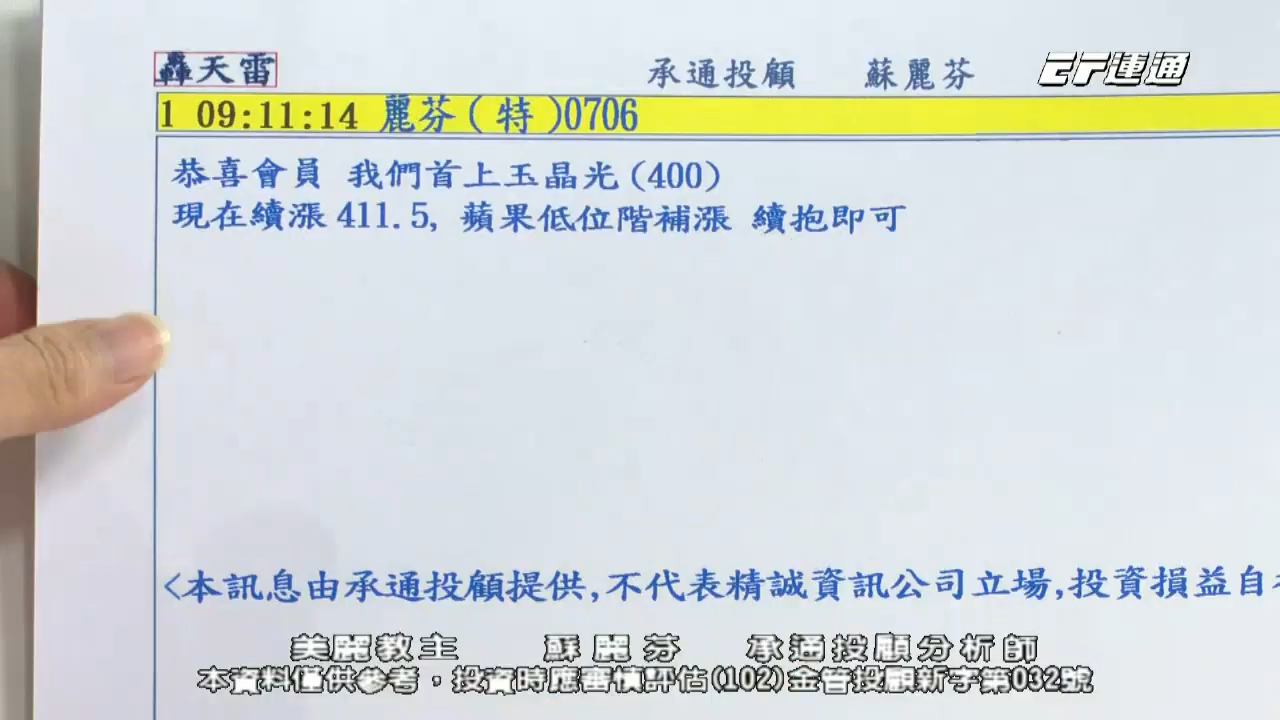 轟天雷 承通投顧 蘇麗芬 EF運通
1 09:11:14 麗芬(特)0706
恭喜會員 我們首上玉晶光(400)
現在續漲411.5, 蘋果低位階補漲 續抱即可
<本訊息由承通投顧提供,不代表精誠資訊公司立場,投資損益自
美麗教主 蘇麗芬 承通投顧分析師
本資料僅供參考，投資時應審慎評估(102)金管投顧新字第032號